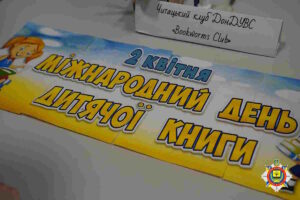 Читацький клуб ДонДУВС
«Bookworms Club»
2 КВІТНЯ
МІЖНАРОДНИЙ ДЕНЬ
ДИТЯЧОЇ КНИГИ